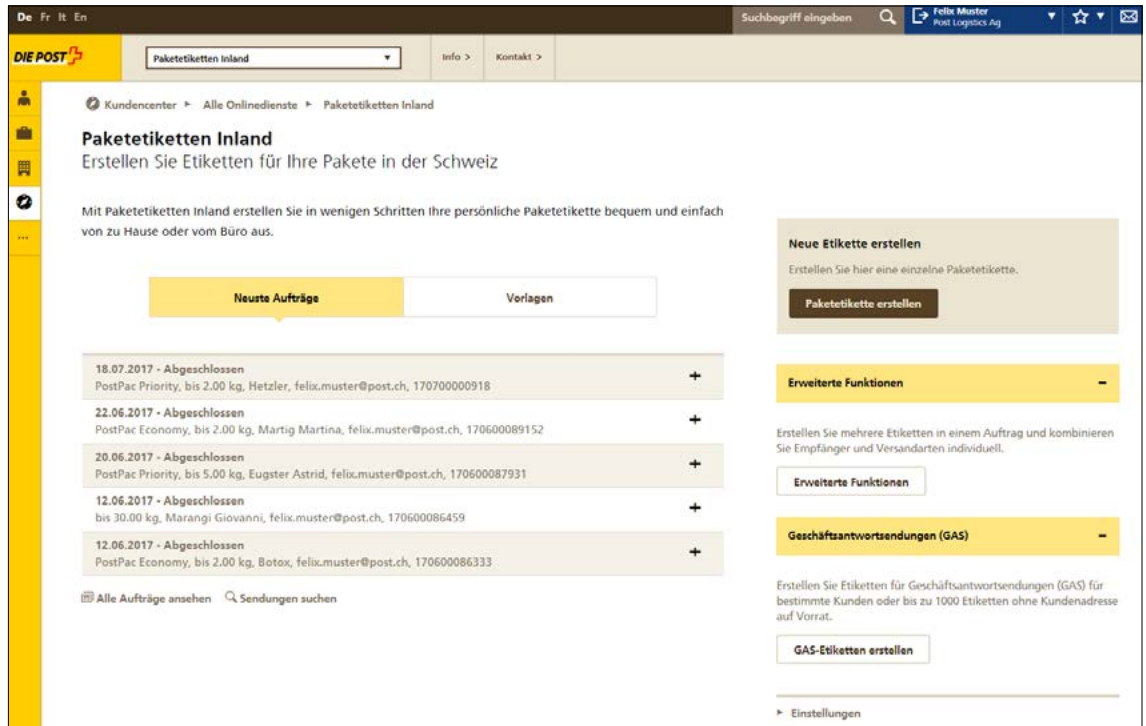 De Fr It En
Suchbegriff eingeben
Felix Muster
Post Logistics Ag
DIE POST
Paketetiketten Inland
Info >
Kontakt >
Kundencenter ► Alle Onlinedienste ► Paketetiketten Inland
Paketetiketten Inland
Erstellen Sie Etiketten für Ihre Pakete in der Schweiz
Mit Paketetiketten Inland erstellen Sie in wenigen Schritten Ihre persönliche Paketetikette bequem und einfach
von zu Hause oder vom Büro aus.
Neuste Aufträge
Vorlagen
18.07.2017 - Abgeschlossen
PostPac Priority, bis 2.00 kg, Hetzler, felix.muster@post.ch, 170700000918
22.06.2017 - Abgeschlossen
PostPac Economy, bis 2.00 kg, Martig Martina, felix.muster@post.ch, 170600089152
20.06.2017 - Abgeschlossen
PostPac Priority, bis 5.00 kg, Eugster Astrid, felix.muster@post.ch, 170600087931
12.06.2017 - Abgeschlossen
bis 30.00 kg, Marangi Giovanni, felix.muster@post.ch, 170600086459
12.06.2017 - Abgeschlossen
PostPac Economy, bis 2.00 kg, Botox, felix.muster@post.ch, 170600086333
Alle Aufträge ansehen
Sendungen suchen
Neue Etikette erstellen
Erstellen Sie hier eine einzelne Paketetikette.
Paketetikette erstellen
Erweiterte Funktionen
Erstellen Sie mehrere Etiketten in einem Auftrag und kombinieren
Sie Empfänger und Versandarten individuell.
Erweiterte Funktionen
Geschäftsantwortsendungen (GAS)
Erstellen Sie Etiketten für Geschäftsantwortsendungen (GAS) für
bestimmte Kunden oder bis zu 1000 Etiketten ohne Kundenadresse
auf Vorrat.
GAS-Etiketten erstellen
► Einstellungen